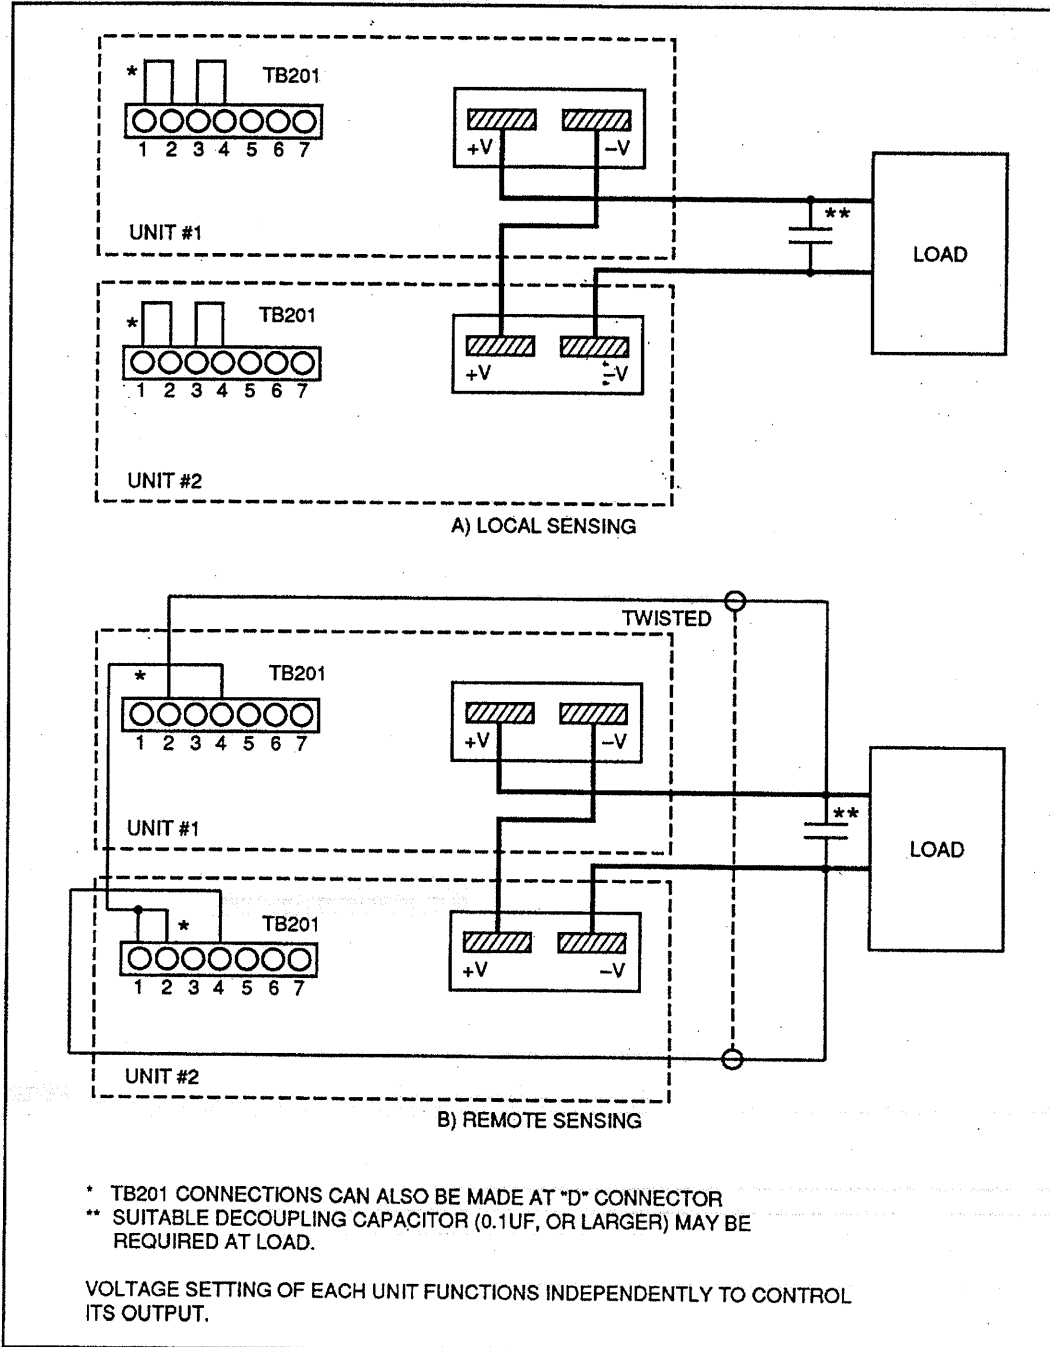 * TB201
1 2 3 4 5 6 7
+V -V
UNIT #1
**
LOAD
* TB201
1 2 3 4 5 6 7
+V -V
UNIT #2
A) LOCAL SENSING
TWISTED
* TB201
1 2 3 4 5 6 7
+V -V
UNIT #1
**
LOAD
* TB201
1 2 3 4 5 6 7
+V -V
UNIT #2
B) REMOTE SENSING
* TB201 CONNECTIONS CAN ALSO BE MADE AT "D" CONNECTOR
** SUITABLE DECOUPLING CAPACITOR (0.1UF, OR LARGER) MAY BE
REQUIRED AT LOAD.
VOLTAGE SETTING OF EACH UNIT FUNCTIONS INDEPENDENTLY TO CONTROL
ITS OUTPUT.